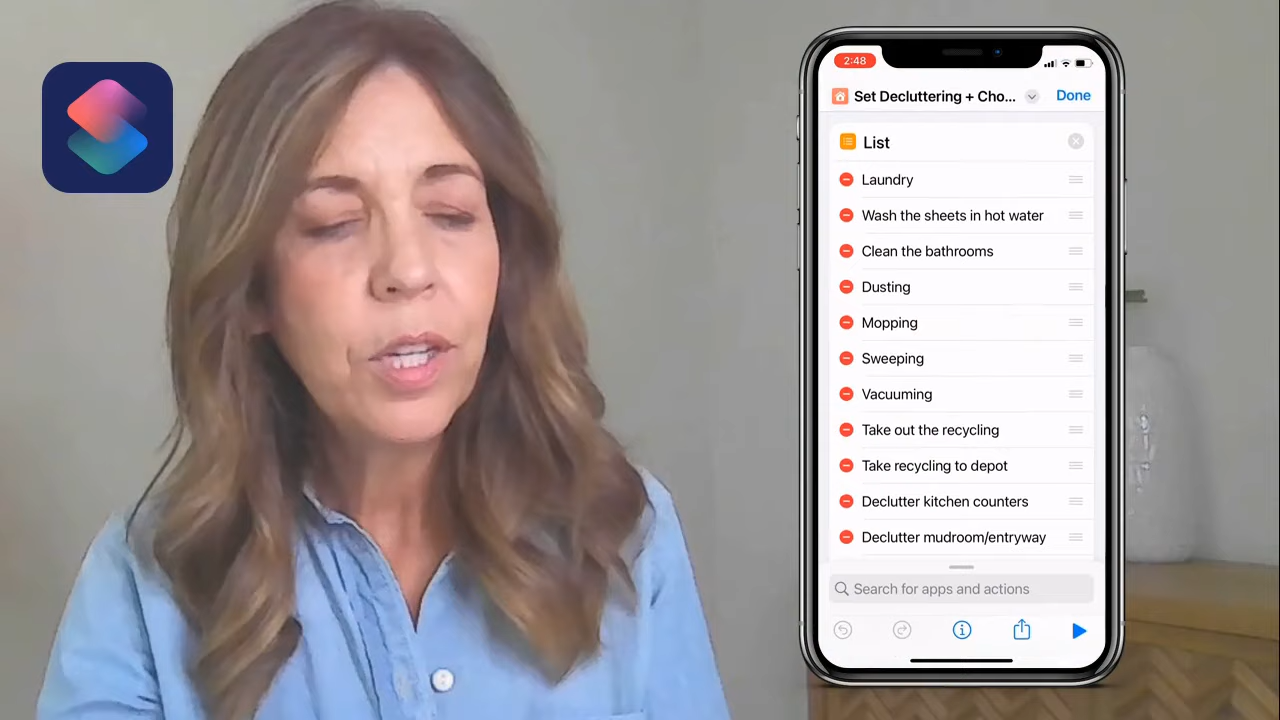 2:48
Set Decluttering + Cho...
Done
List
Laundry
Wash the sheets in hot water
Clean the bathrooms
Dusting
Mopping
Sweeping
Vacuuming
Take out the recycling
Take recycling to depot
Declutter kitchen counters
Declutter mudroom/entryway
Search for apps and actions